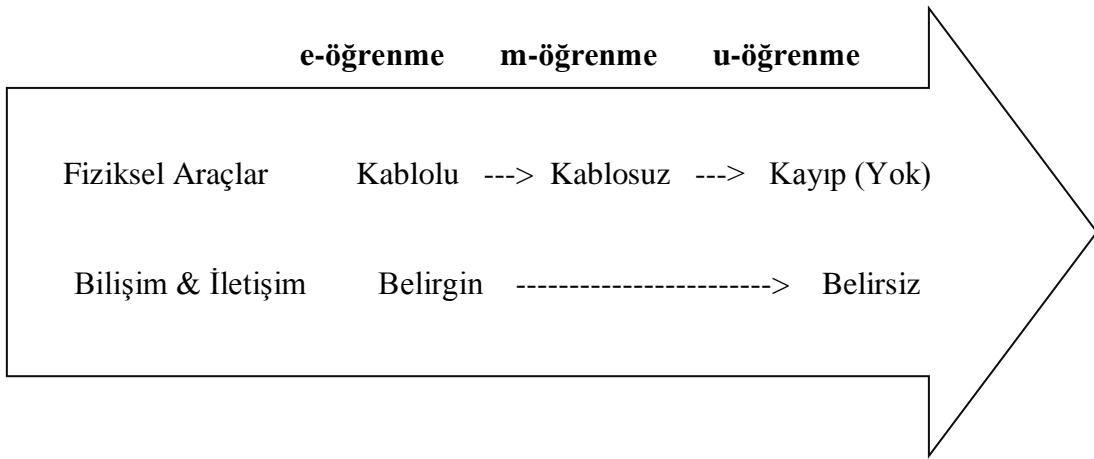 e-öğrenme m-öğrenme u-öğrenme
Fiziksel Araçlar Kablolu ---> Kablosuz ---> Kayıp (Yok)
Bilişim & İletişim Belirgin ------------------------> Belirsiz